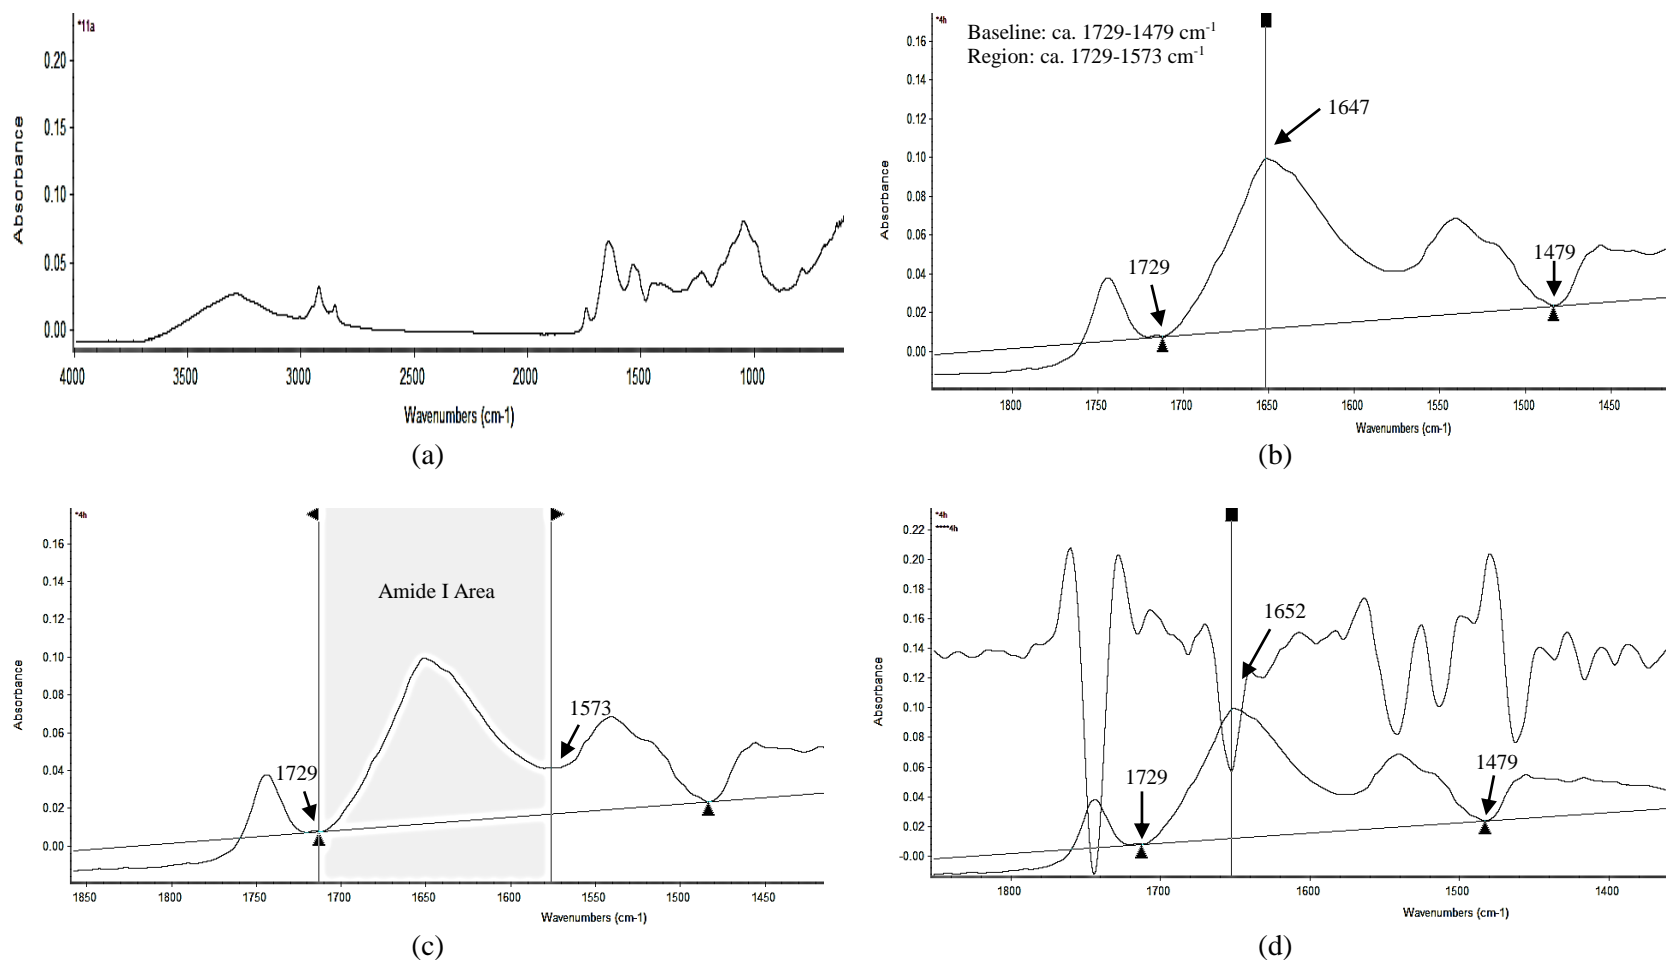 *11a
0.20
0.15
0.10
0.05
0.00
Absorbance
4000 3500 3000 2500 2000 1500 1000
Wavenumbers (cm-1)
(a)
*4h
Baseline: ca. 1729-1479 cm⁻¹
Region: ca. 1729-1573 cm⁻¹
1647
1729
1479
0.16
0.14
0.12
0.10
0.08
0.06
0.04
0.02
0.00
Absorbance
1800 1750 1700 1650 1600 1550 1500 1450
Wavenumbers (cm-1)
(b)
*4h
Amide I Area
1573
1729
0.16
0.14
0.12
0.10
0.08
0.06
0.04
0.02
0.00
Absorbance
1850 1800 1750 1700 1650 1600 1550 1500 1450
Wavenumbers (cm-1)
(c)
*4h
****4h
1652
1729
1479
0.22
0.20
0.18
0.16
0.14
0.12
0.10
0.08
0.06
0.04
0.02
-0.00
Absorbance
1800 1700 1600 1500 1400
Wavenumbers (cm-1)
(d)